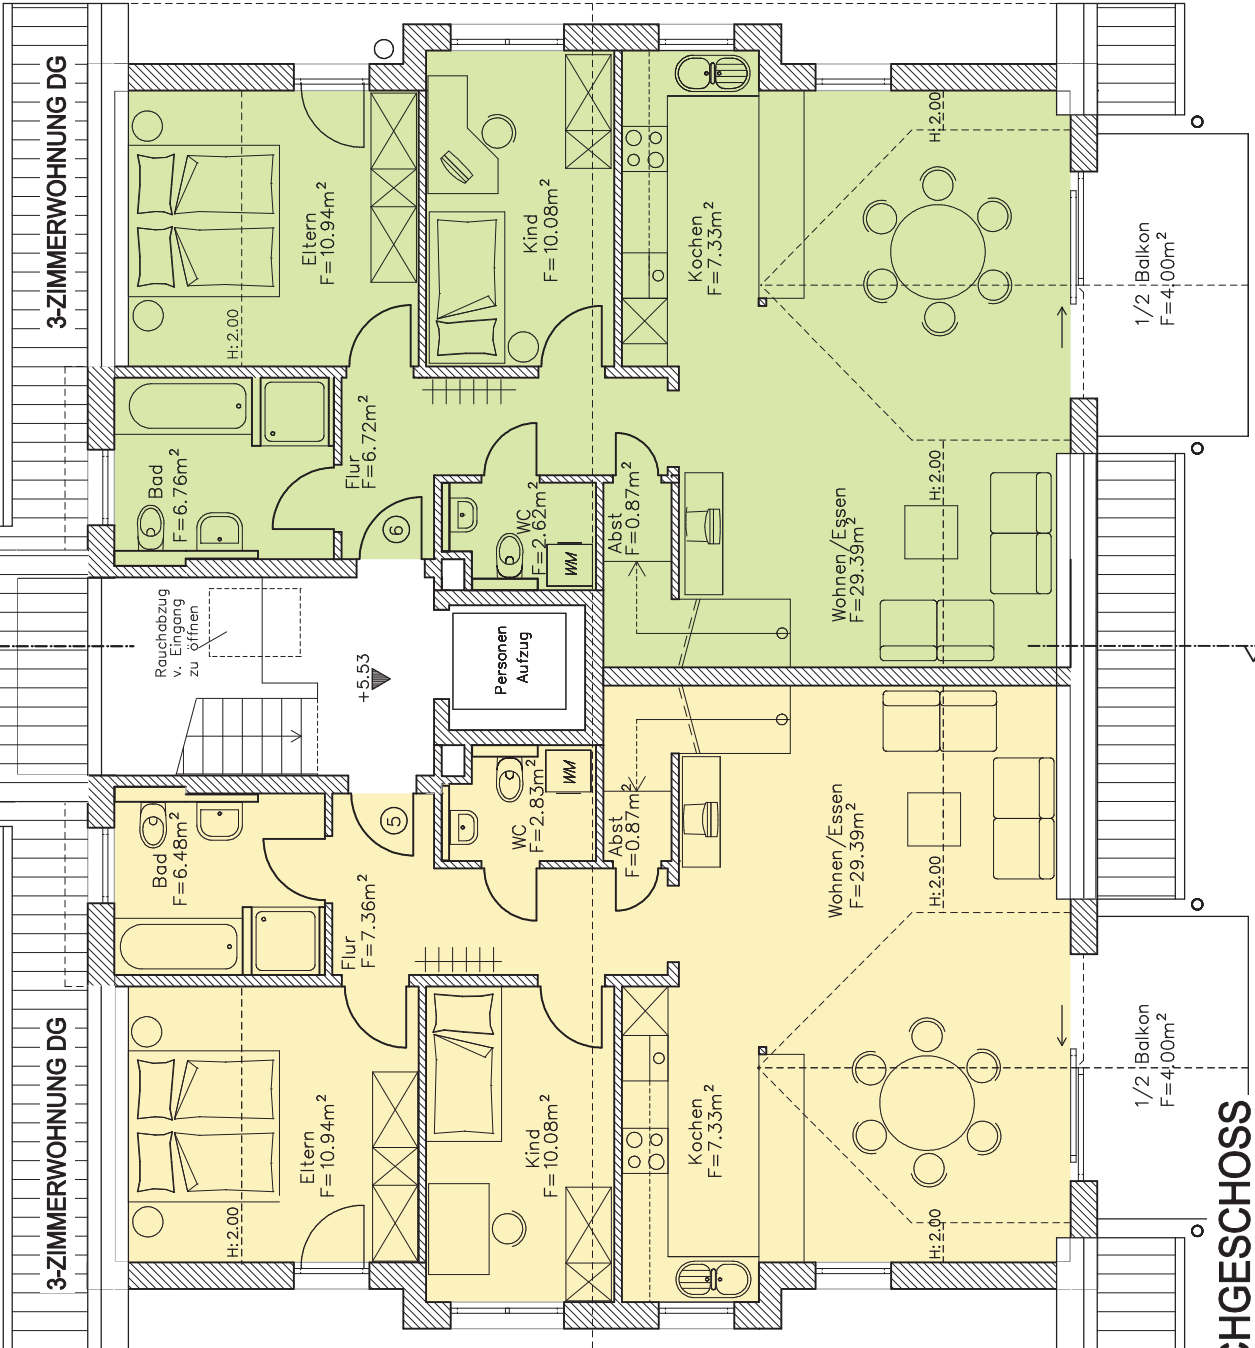 3-ZIMMERWOHNUNG DG
Eltern
F=10.94m²
H: 2.00
Kind
F=10.08m²
Kochen
F=7.33m²
H: 2.00
1/2 Balkon
F=4.00m²
Bad
F=6.76m²
Flur
F=6.72m²
6
WC
F=2.62m²
WM
Abst
F=0.87m²
Wohnen/Essen
F=29.39m²
H: 2.00
Rauchabzug
v. Eingang
zu öffnen
+5.53
Personen
Aufzug
3-ZIMMERWOHNUNG DG
Bad
F=6.48m²
Flur
F=7.36m²
5
WC
F=2.83m²
WM
Abst
F=0.87m²
Wohnen/Essen
F=29.39m²
H: 2.00
Eltern
F=10.94m²
H: 2.00
Kind
F=10.08m²
Kochen
F=7.33m²
H: 2.00
1/2 Balkon
F=4.00m²
CHGESCHOSS